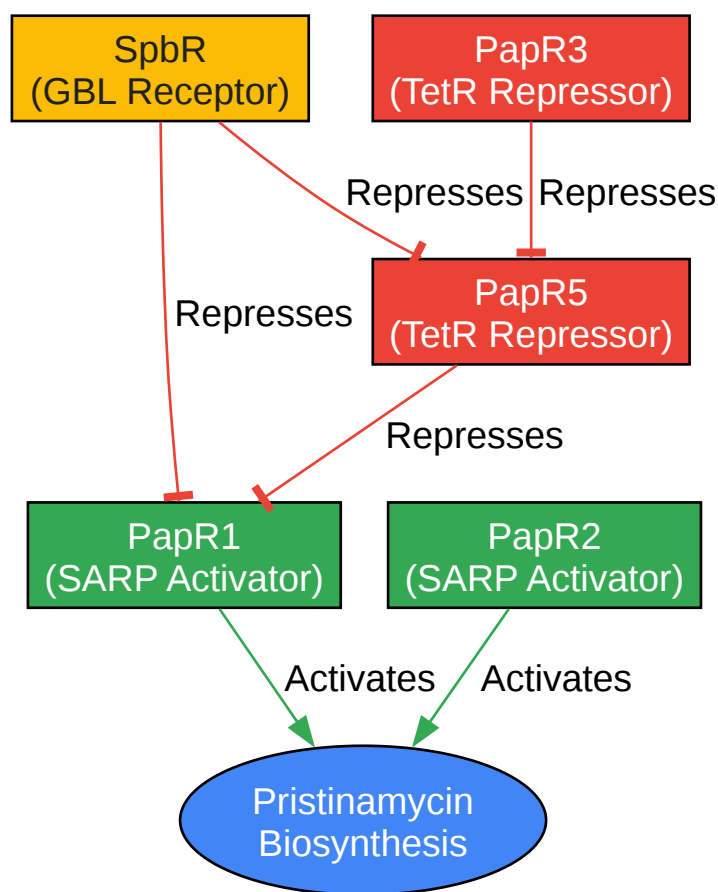 SpbR
(GBL Receptor)
PapR3
(TetR Repressor)
Represses
Represses
PapR5
(TetR Repressor)
Represses
Represses
PapR1
(SARP Activator)
PapR2
(SARP Activator)
Activates
Activates
Pristinamycin
Biosynthesis